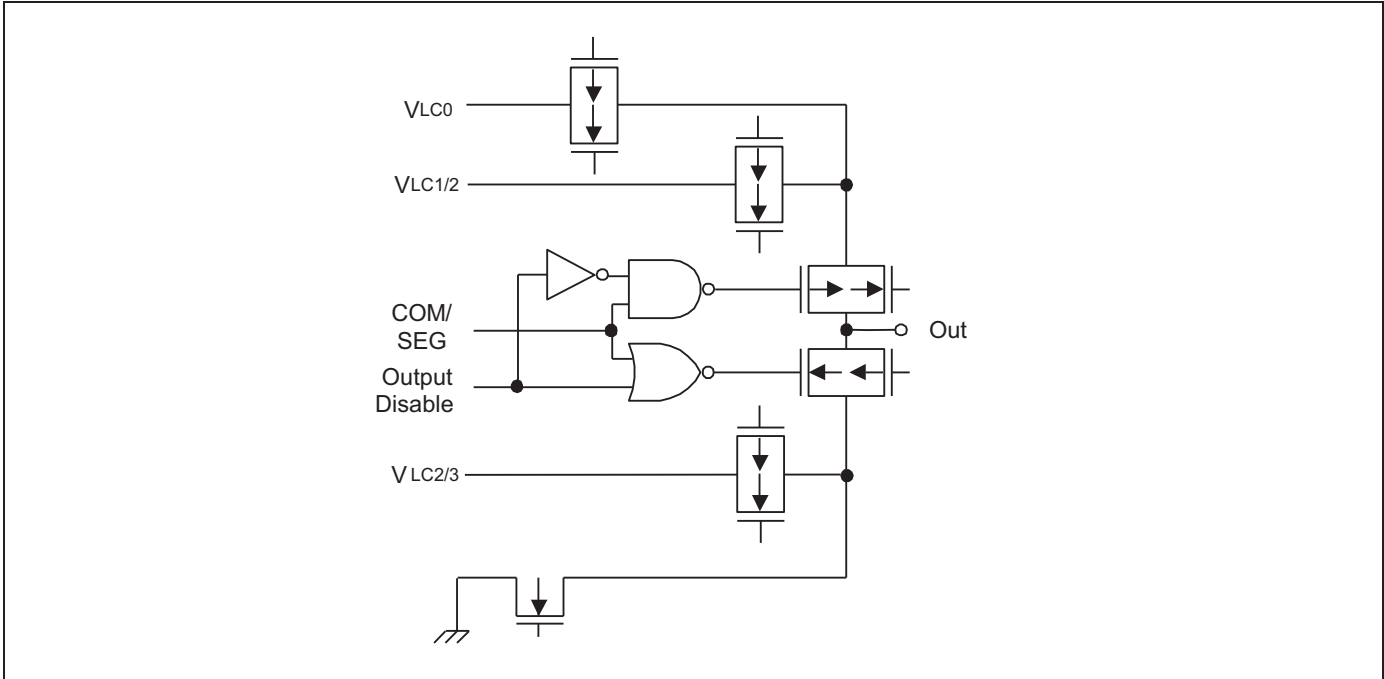 VLC0
VLC1/2
COM/
SEG
Out
Output
Disable
VLC2/3